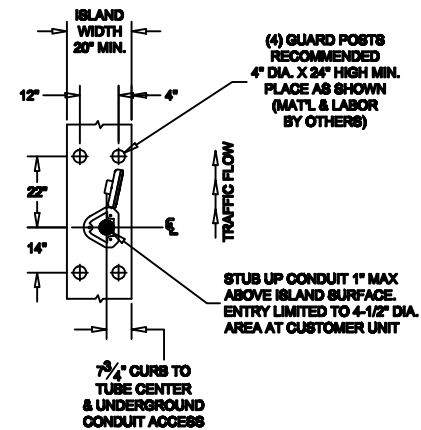 ISLAND
WIDTH
20" MIN.
(4) GUARD POSTS
RECOMMENDED
4" DIA. X 24" HIGH MIN.
PLACE AS SHOWN
(MAT'L & LABOR
BY OTHERS)
12"
4"
TRAFFIC FLOW
22"
℄
14"
STUB UP CONDUIT 1" MAX
ABOVE ISLAND SURFACE.
ENTRY LIMITED TO 4-1/2" DIA.
AREA AT CUSTOMER UNIT
7 3/4" CURB TO
TUBE CENTER
& UNDERGROUND
CONDUIT ACCESS